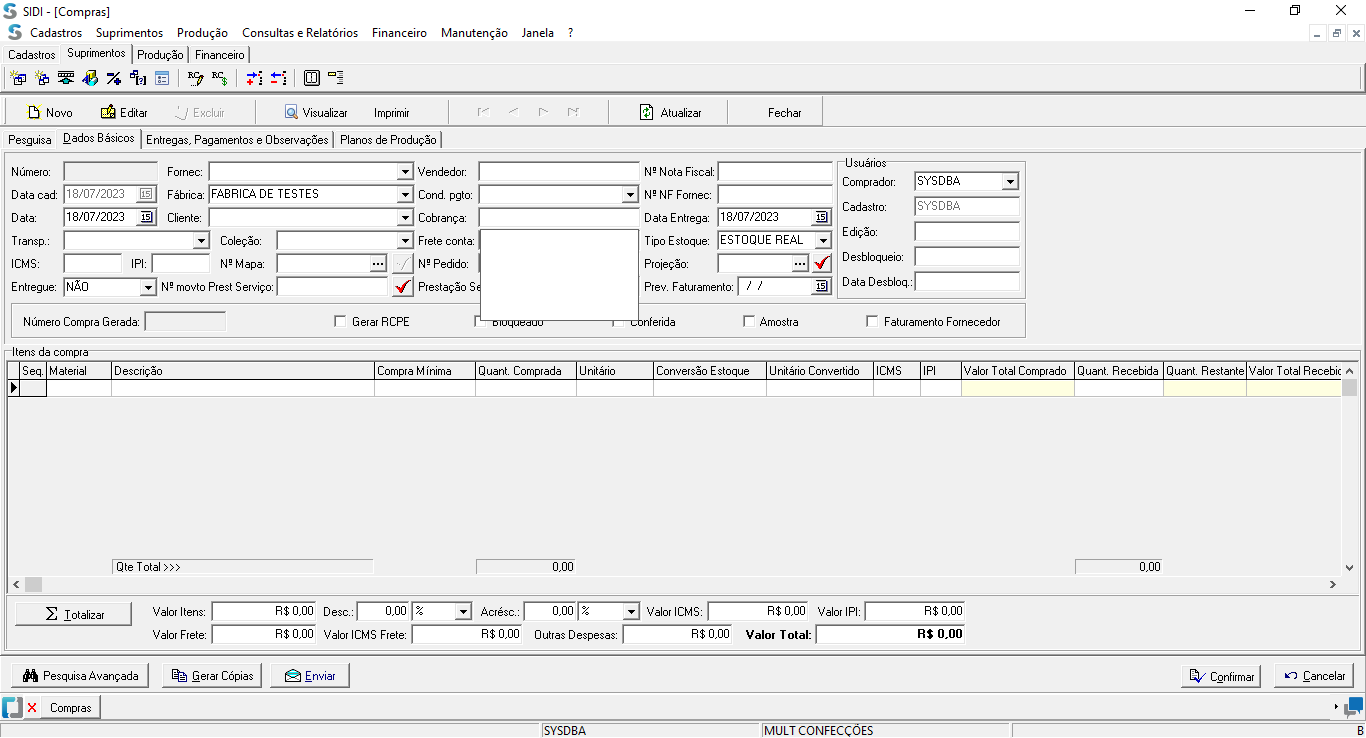 SIDI - [Compras]
Cadastros Suprimentos Produção Consultas e Relatórios Financeiro Manutenção Janela ?
Cadastros Suprimentos Produção Financeiro
Novo Editar Excluir Visualizar Imprimir Atualizar Fechar
Pesquisa Dados Básicos Entregas, Pagamentos e Observações Planos de Produção
Usuários
Número: Fornec: Vendedor: Nº Nota Fiscal:
Comprador: SYSDBA
Data cad: 18/07/2023 15 Fábrica: FABRICA DE TESTES Cond. pgto: Nº NF Fornec:
Cadastro: SYSDBA
Data: 18/07/2023 15 Cliente: Cobrança: Data Entrega: 18/07/2023 15
Edição:
Transp.: Coleção: Frete conta: Tipo Estoque: ESTOQUE REAL
Desbloqueio:
ICMS: IPI: Nº Mapa: Nº Pedido: Projeção:
Data Desbloq.:
Entregue: NÃO Nº movto Prest Serviço: Prestação Se Prev. Faturamento: / / 15
Número Compra Gerada: Gerar RCPE Bloqueado Conferida Amostra Faturamento Fornecedor
Itens da compra
Seq. Material Descrição Compra Mínima Quant. Comprada Unitário Conversão Estoque Unitário Convertido ICMS IPI Valor Total Comprado Quant. Recebida Quant. Restante Valor Total Recebic
Qte Total >>> 0,00 0,00
Totalizar Valor Itens: R$ 0,00 Desc.: 0,00 % Acrésc.: 0,00 % Valor ICMS: R$ 0,00 Valor IPI: R$ 0,00
Valor Frete: R$ 0,00 Valor ICMS Frete: R$ 0,00 Outras Despesas: R$ 0,00 Valor Total: R$ 0,00
Pesquisa Avançada Gerar Cópias Enviar Confirmar Cancelar
Compras
SYSDBA MULT CONFECÇÕES B